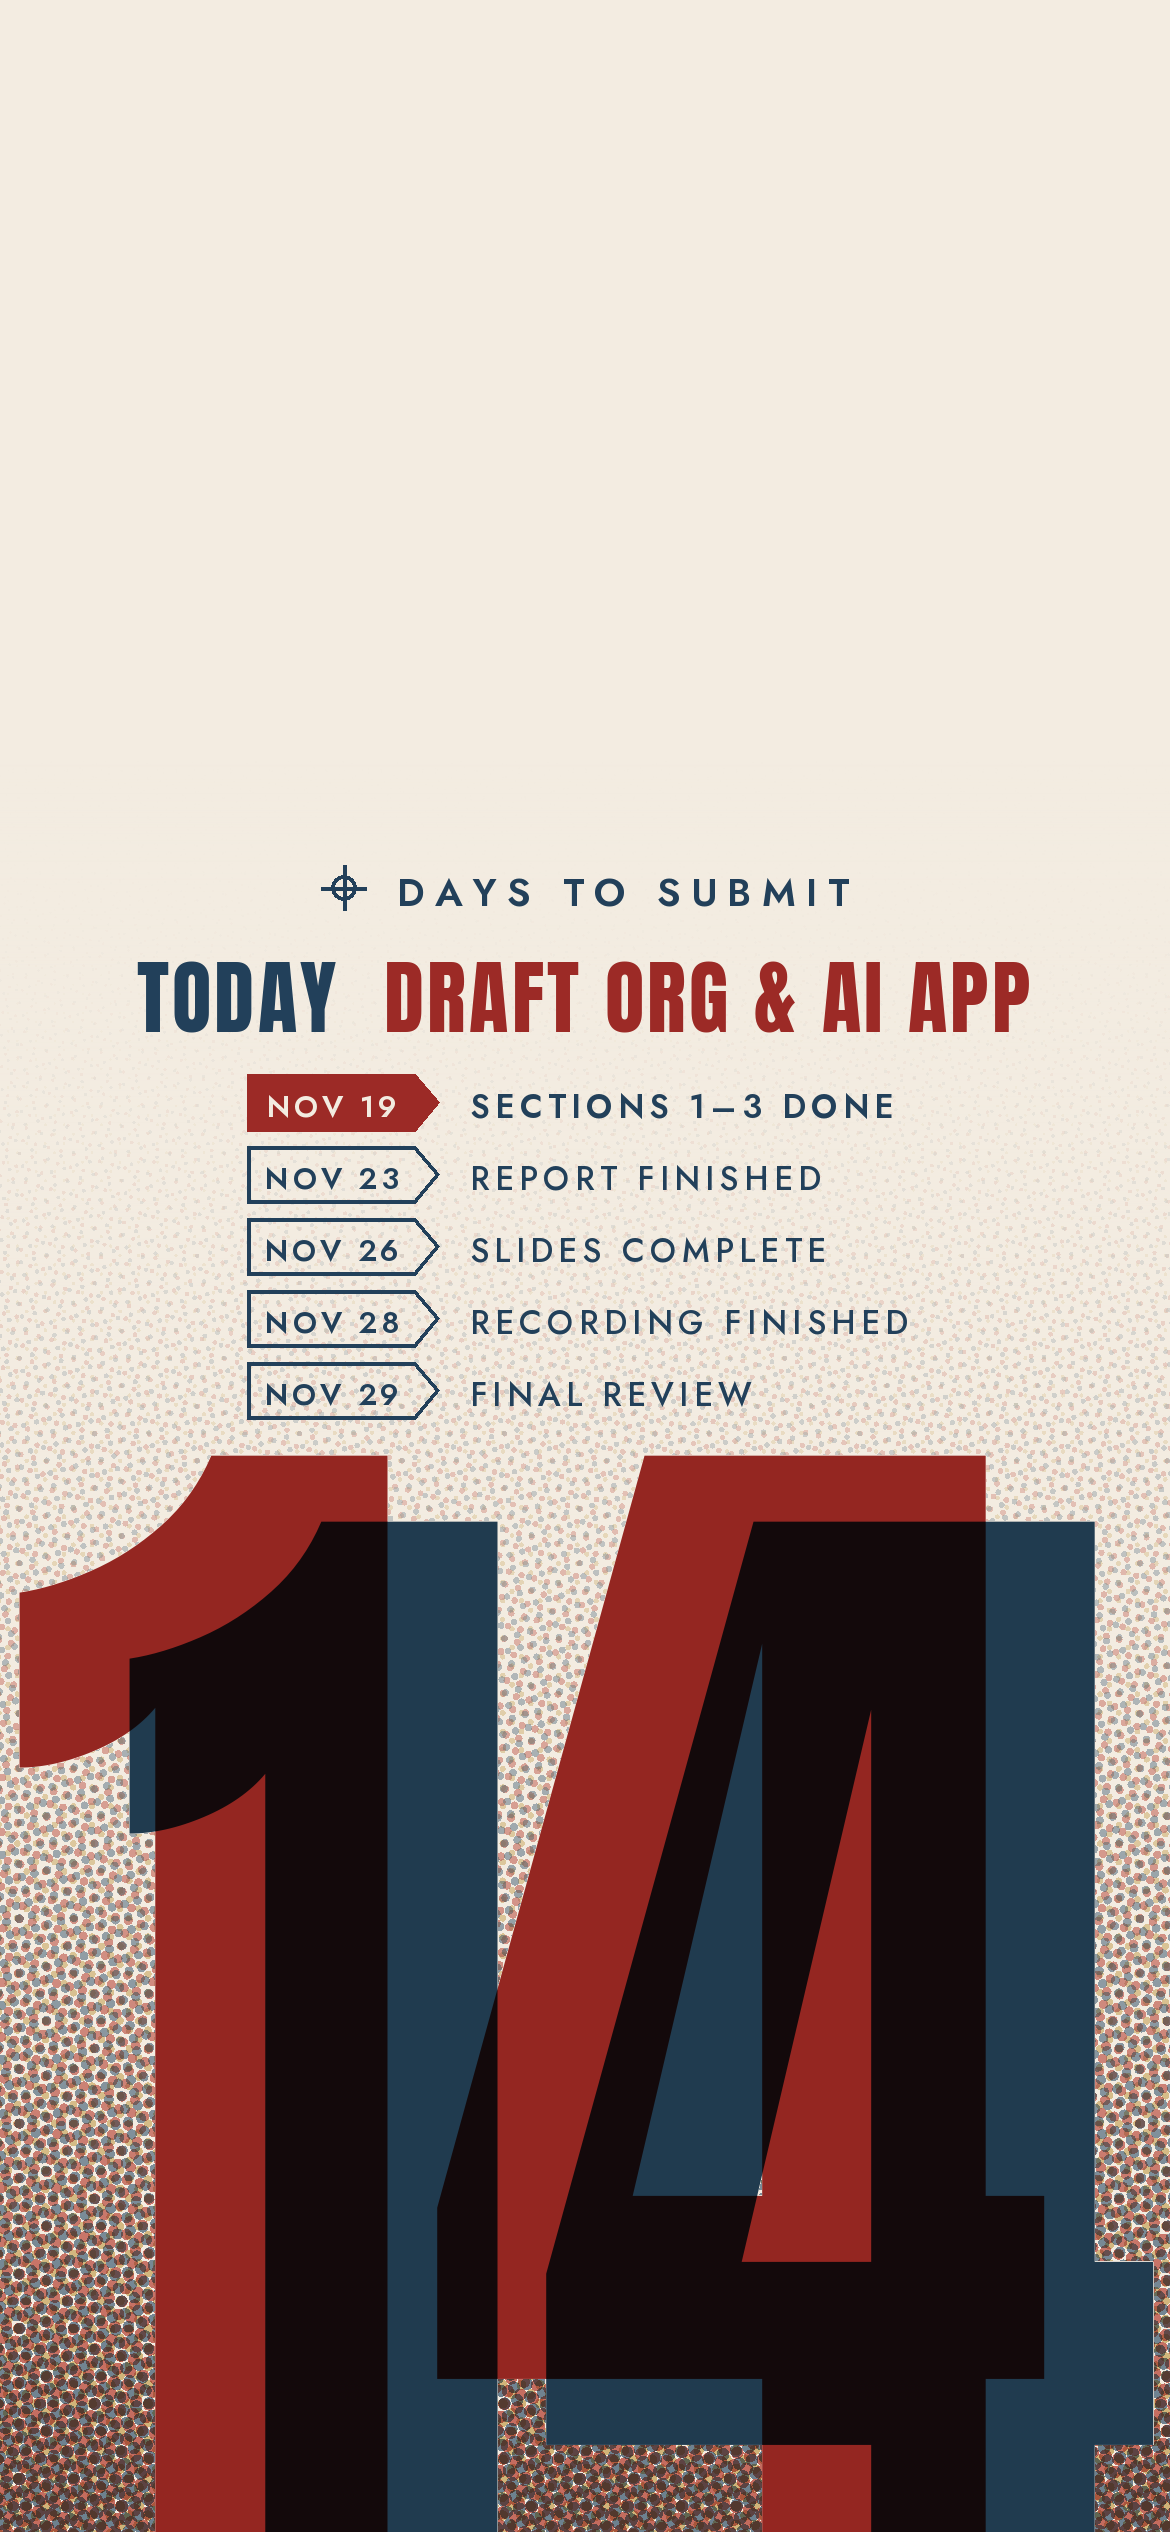 DAYS TO SUBMIT
TODAY DRAFT ORG & AI APP
NOV 19 SECTIONS 1–3 DONE
NOV 23 REPORT FINISHED
NOV 26 SLIDES COMPLETE
NOV 28 RECORDING FINISHED
NOV 29 FINAL REVIEW
14